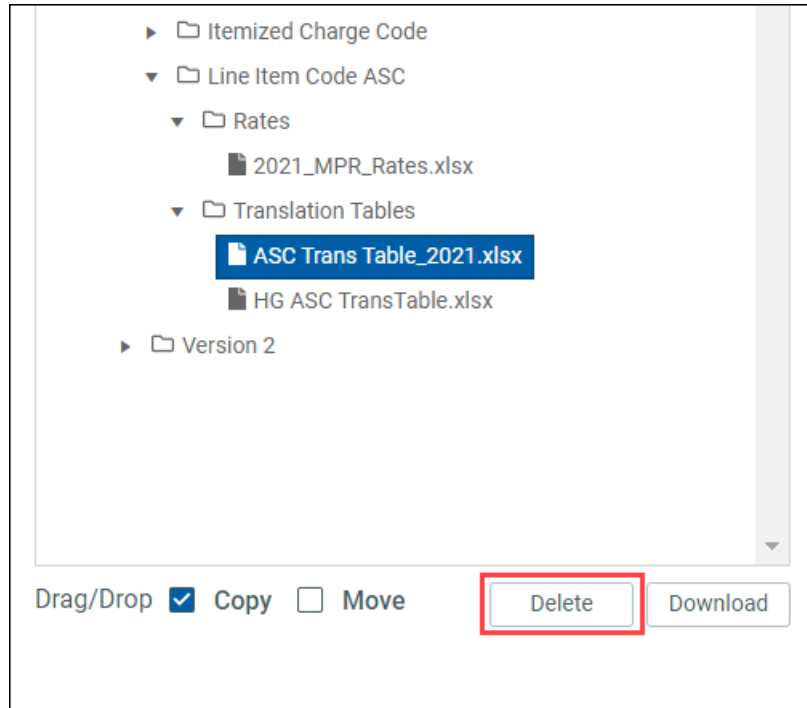 Itemized Charge Code
Line Item Code ASC
Rates
2021_MPR_Rates.xlsx
Translation Tables
ASC Trans Table_2021.xlsx
HG ASC TransTable.xlsx
Version 2
Drag/Drop Copy Move Delete Download